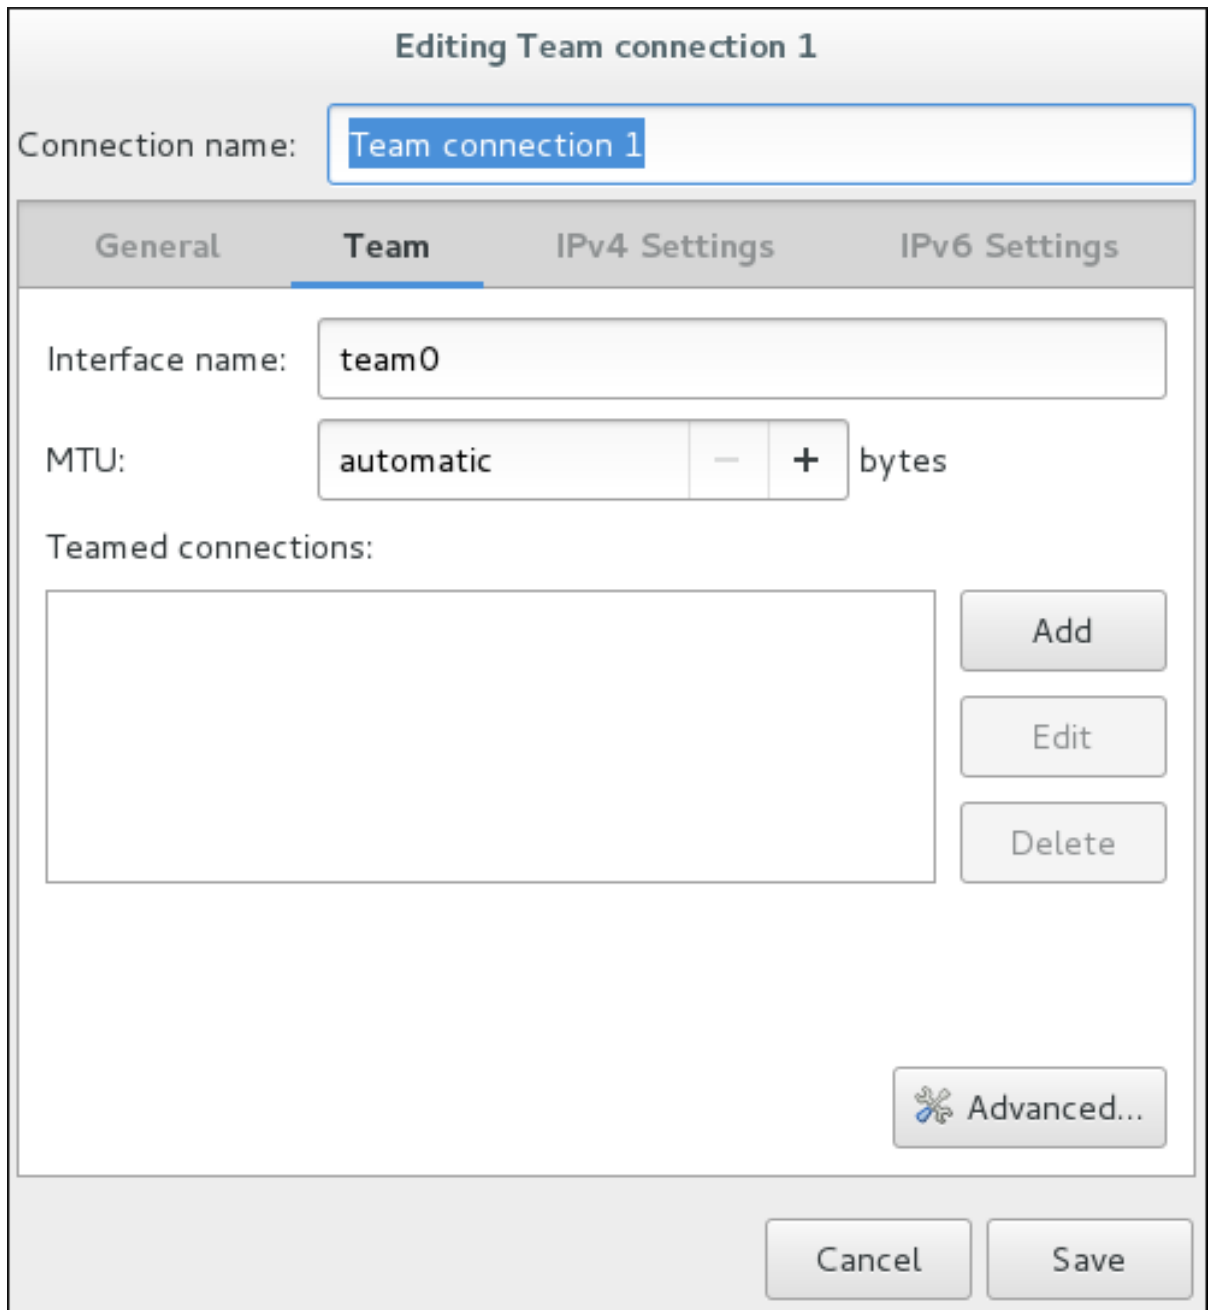 Editing Team connection 1
Connection name: Team connection 1
General Team IPv4 Settings IPv6 Settings
Interface name: team0
MTU: automatic − + bytes
Teamed connections:
Add
Edit
Delete
Advanced...
Cancel Save